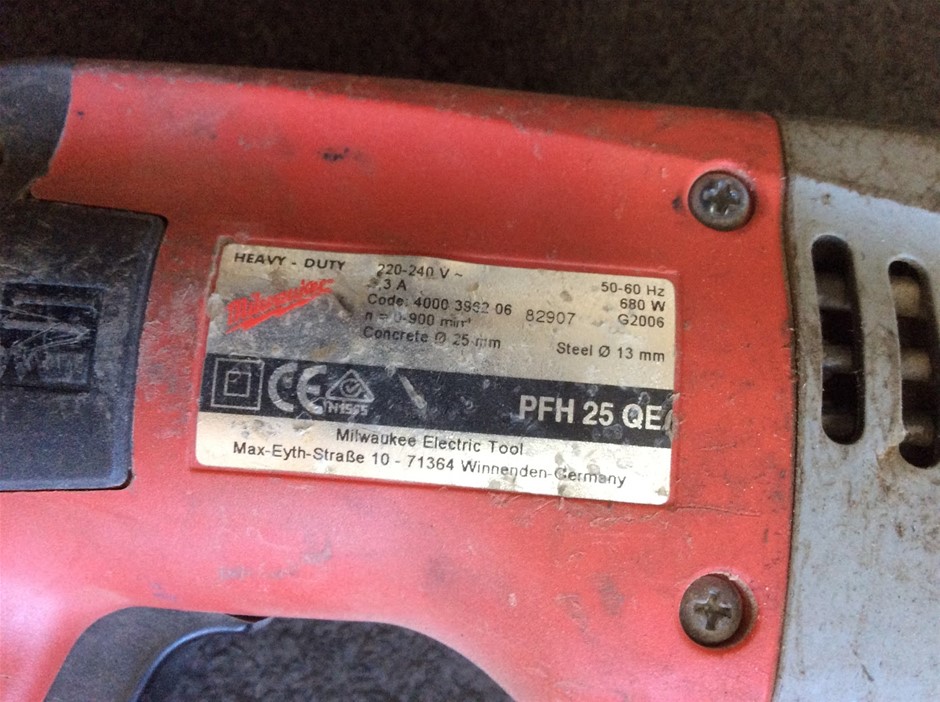 HEAVY - DUTY
220-240 V ~
50-60 Hz
Milwaukee
3 A
680 W
Code: 4000 3962 06
82907
G2006
n = 0-900 min⁻¹
Concrete Ø 25 mm
Steel Ø 13 mm
CE
PFH 25 QE
Milwaukee Electric Tool
Max-Eyth-Straße 10 - 71364 Winnenden-Germany